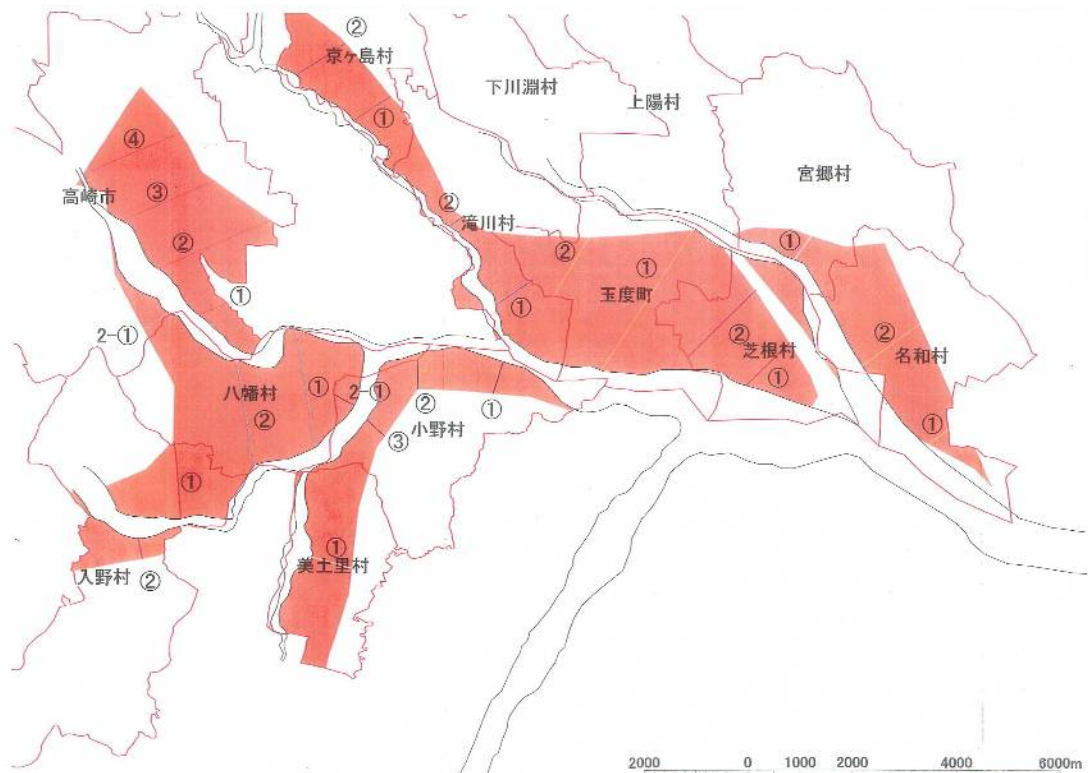 ②
京ヶ島村
下川淵村
上陽村
④
①
宮郷村
高崎市
③
②
滝川村
②
②
①
①
①
玉度町
①
2-①
②
芝根村
②
名和村
八幡村
①
2-①
②
①
②
①
小野村
③
①
①
①
美土里村
入野村
②
2000
0
1000
2000
4000
6000m